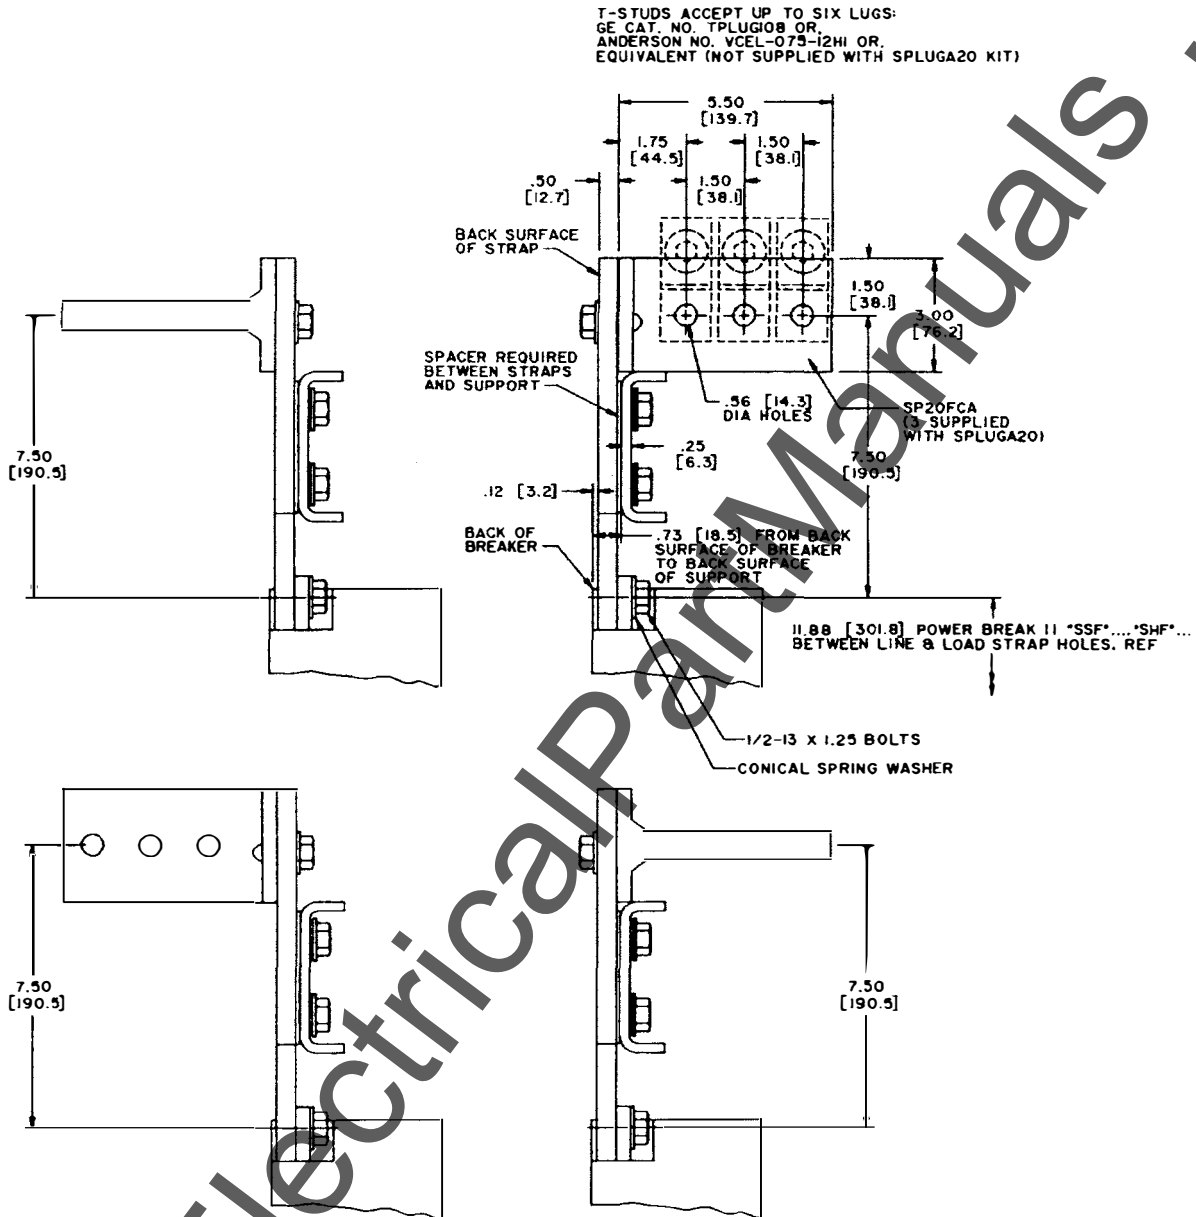 T-STUDS ACCEPT UP TO SIX LUGS:
GE CAT. NO. TPLUG108 OR,
ANDERSON NO. VCEL-075-12H1 OR,
EQUIVALENT (NOT SUPPLIED WITH SPLUGA20 KIT)
5.50
[139.7]
1.75
[44.5]
1.50
[38.1]
.50
[12.7]
1.50
[38.1]
BACK SURFACE
OF STRAP
1.50
[38.1]
3.00
[76.2]
SPACER REQUIRED
BETWEEN STRAPS
AND SUPPORT
.56 [14.3]
DIA HOLES
SP20FCA
(3 SUPPLIED
WITH SPLUGA20)
7.50
[190.5]
.25
[6.3]
7.50
[190.5]
.12 [3.2]
BACK OF
BREAKER
.73 [18.5] FROM BACK
SURFACE OF BREAKER
TO BACK SURFACE
OF SUPPORT
11.88 [301.8] POWER BREAK II "SSF"...."SHF"...
BETWEEN LINE & LOAD STRAP HOLES. REF
1/2-13 X 1.25 BOLTS
CONICAL SPRING WASHER
7.50
[190.5]
7.50
[190.5]
ElectricalPartManuals